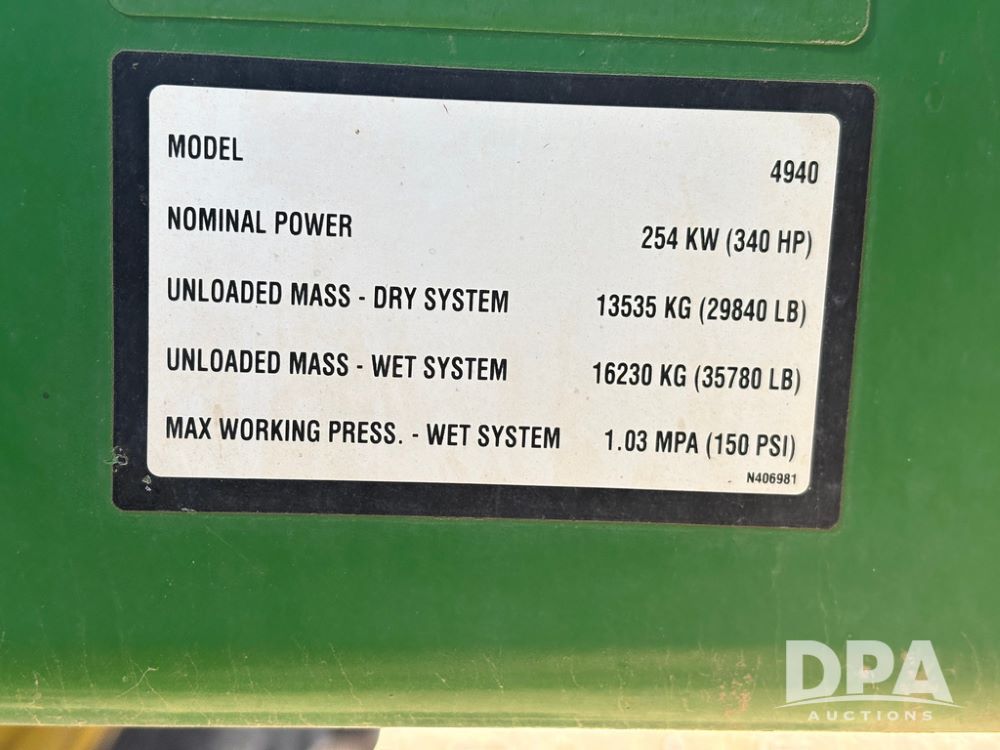 MODEL 4940
NOMINAL POWER 254 KW (340 HP)
UNLOADED MASS - DRY SYSTEM 13535 KG (29840 LB)
UNLOADED MASS - WET SYSTEM 16230 KG (35780 LB)
MAX WORKING PRESS. - WET SYSTEM 1.03 MPA (150 PSI)
N406981
DPA
AUCTIONS